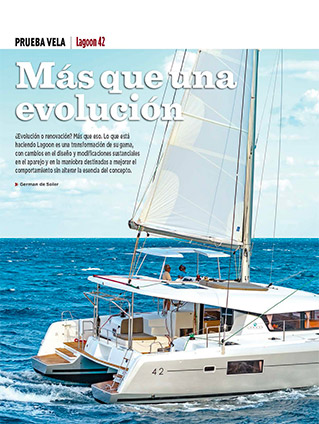 PRUEBA VELA | Lagoon 42
Más que una
evolución
¿Evolución o renovación? Más que eso. Lo que está
haciendo Lagoon es una transformación de su gama,
con cambios en el diseño y modificaciones sustanciales
en el aparejo y en la maniobra destinadas a mejorar el
comportamiento sin alterar la esencia del concepto.
German de Soler
42